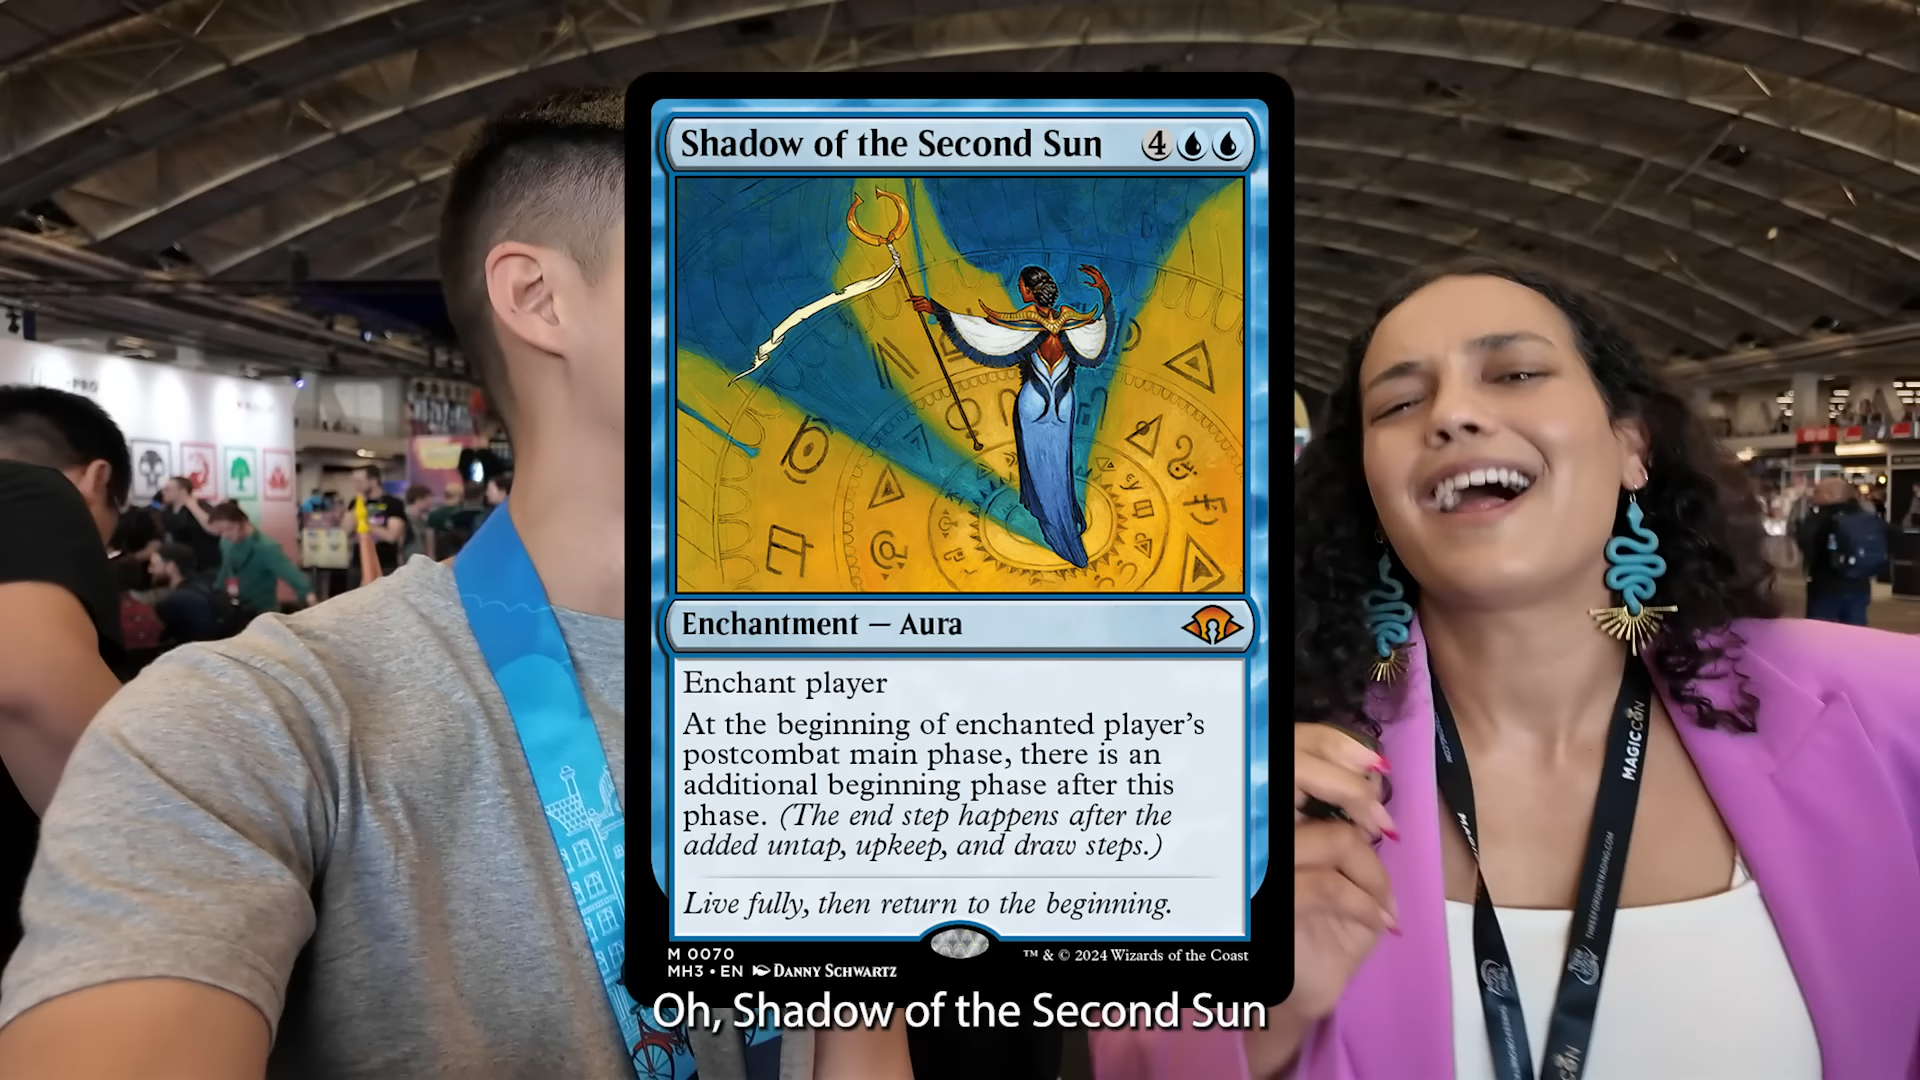 Shadow of the Second Sun 4
Enchantment — Aura
Enchant player
At the beginning of enchanted player's
postcombat main phase, there is an
additional beginning phase after this
phase. (The end step happens after the
added untap, upkeep, and draw steps.)
Live fully, then return to the beginning.
M 0070
MH3 • EN Danny Schwartz
™ & © 2024 Wizards of the Coast
Oh, Shadow of the Second Sun
MAGICON